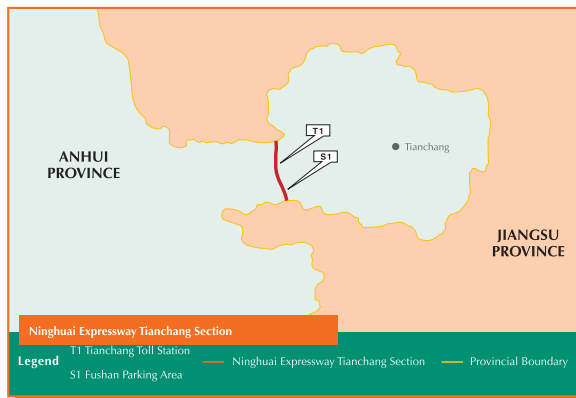 T1
S1
Tianchang
ANHUI
PROVINCE
JIANGSU
PROVINCE
Ninghuai Expressway Tianchang Section
Legend
T1 Tianchang Toll Station
S1 Fushan Parking Area
Ninghuai Expressway Tianchang Section
Provincial Boundary